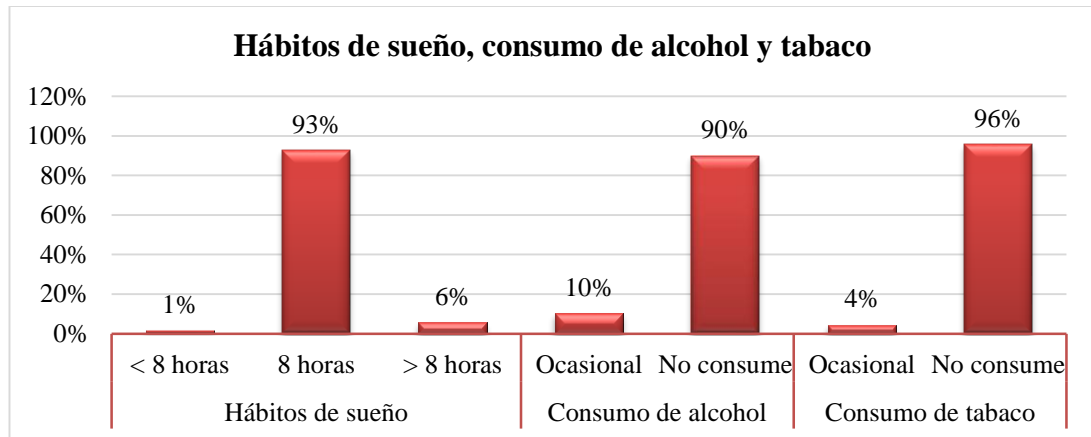 Hábitos de sueño, consumo de alcohol y tabaco
120%
100%
80%
60%
40%
20%
0%
1%
93%
6%
10%
90%
4%
96%
< 8 horas
8 horas
> 8 horas
Ocasional
No consume
Ocasional
No consume
Hábitos de sueño
Consumo de alcohol
Consumo de tabaco